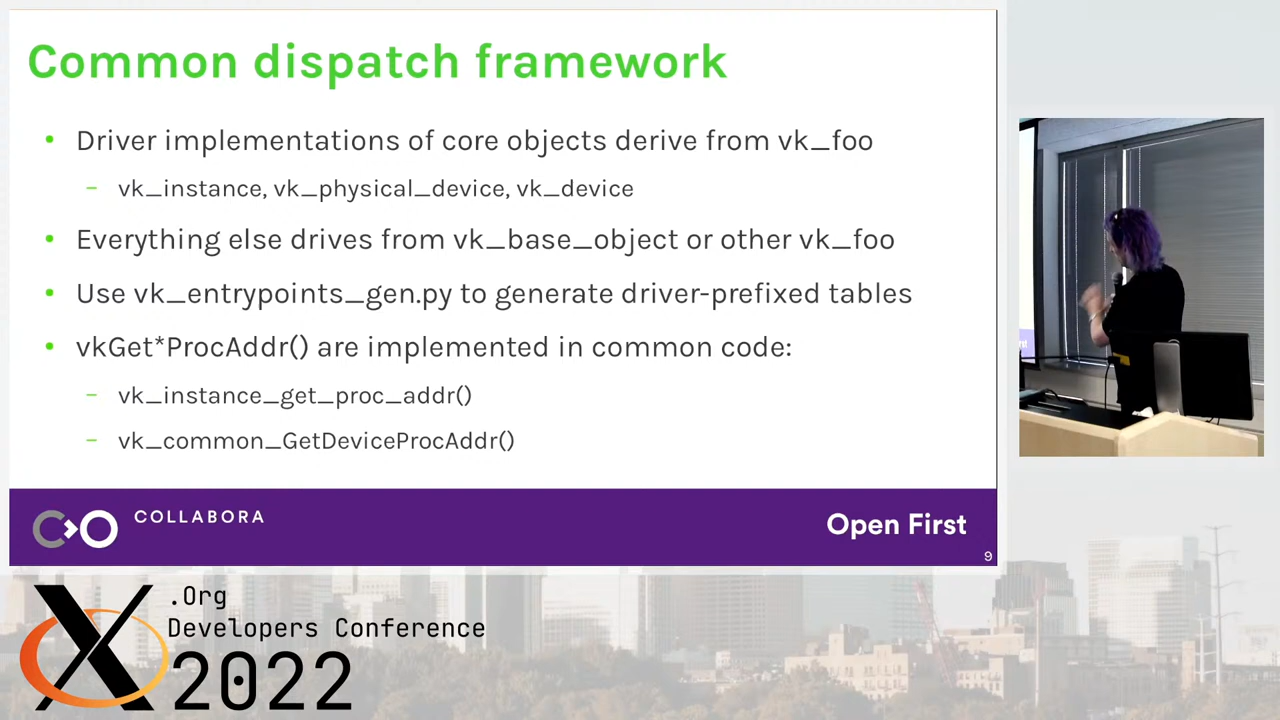 Common dispatch framework
Driver implementations of core objects derive from vk_foo
vk_instance, vk_physical_device, vk_device
Everything else drives from vk_base_object or other vk_foo
Use vk_entrypoints_gen.py to generate driver-prefixed tables
vkGet*ProcAddr() are implemented in common code:
vk_instance_get_proc_addr()
vk_common_GetDeviceProcAddr()
COLLABORA
Open First
9
X.Org
Developers Conference
2022